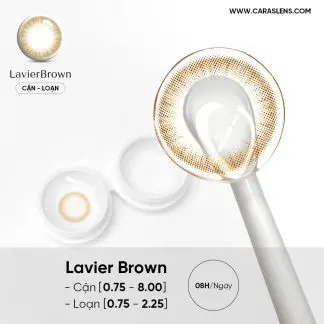 WWW.CARASLENS.COM
LavierBrown
CẬN - LOẠN
Lavier Brown
- Cận [0.75 - 8.00]
- Loạn [0.75 - 2.25]
08H/Ngày